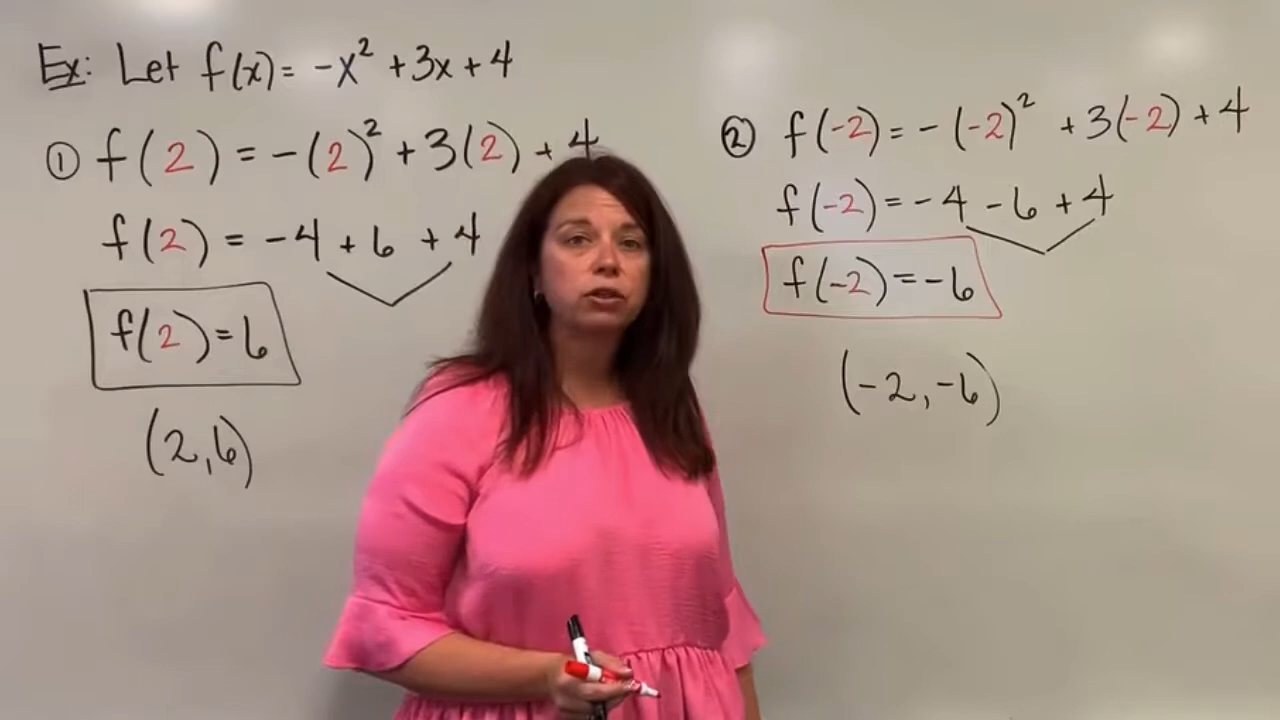 Ex: Let f(x) = -x² + 3x + 4
① f(2) = -(2)² + 3(2) + 4
f(2) = -4 + 6 + 4
f(2) = 6
(2,6)
② f(-2) = -(-2)² + 3(-2) + 4
f(-2) = -4 - 6 + 4
f(-2) = -6
(-2,-6)